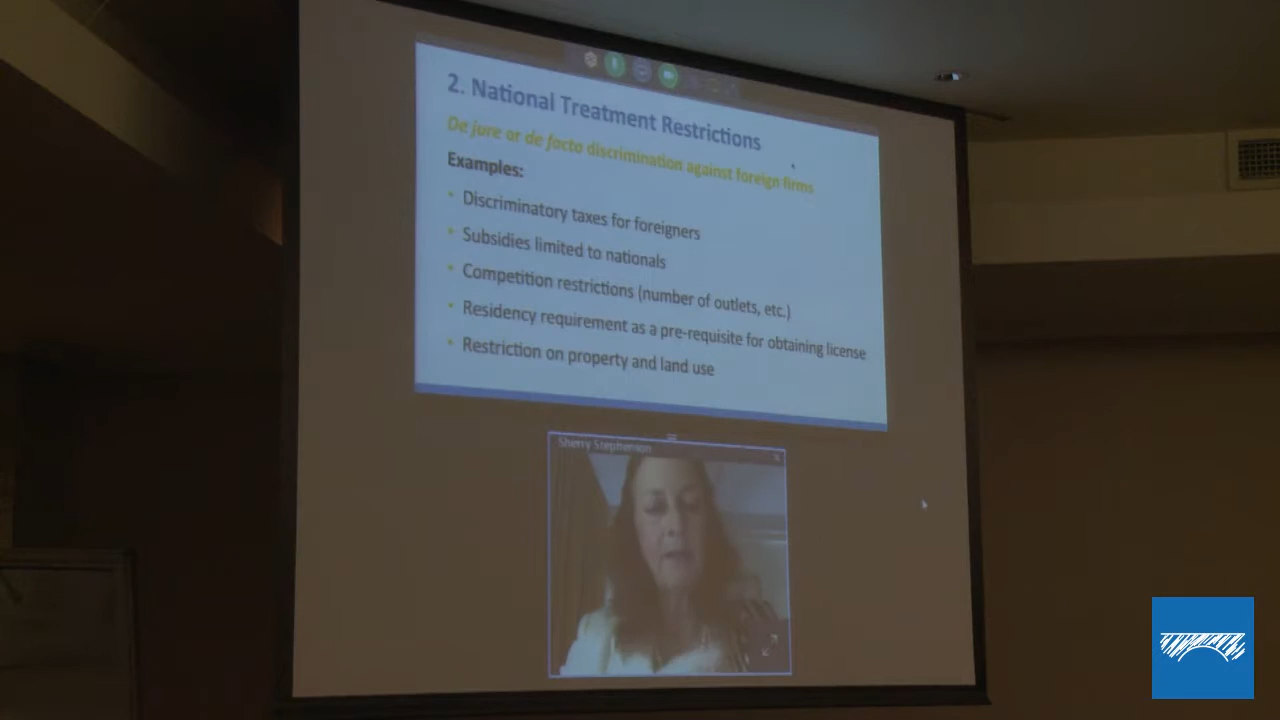 2. National Treatment Restrictions
De jure or de facto discrimination against foreign firms
Examples:
• Discriminatory taxes for foreigners
• Subsidies limited to nationals
• Competition restrictions (number of outlets, etc.)
• Residency requirement as a pre-requisite for obtaining license
• Restriction on property and land use
Sherry Stephenson